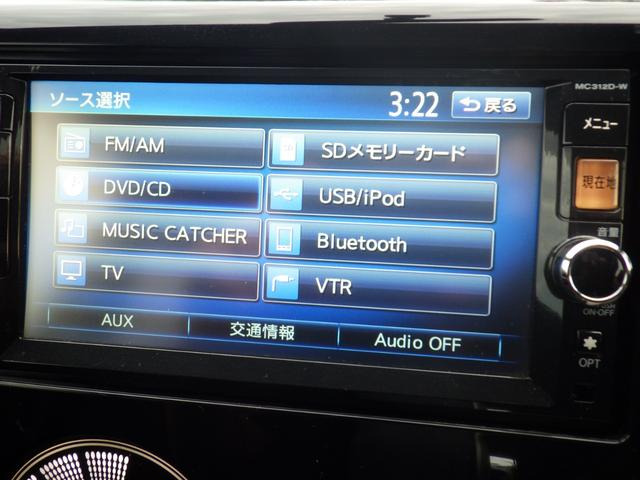 MC312D-W
ソース選択 3:22 戻る
メニュー
FM/AM SDメモリーカード
DVD/CD USB/iPod
現在地
MUSIC CATCHER Bluetooth
音量
TV VTR
AUX 交通情報 Audio OFF
ON-OFF
OPT